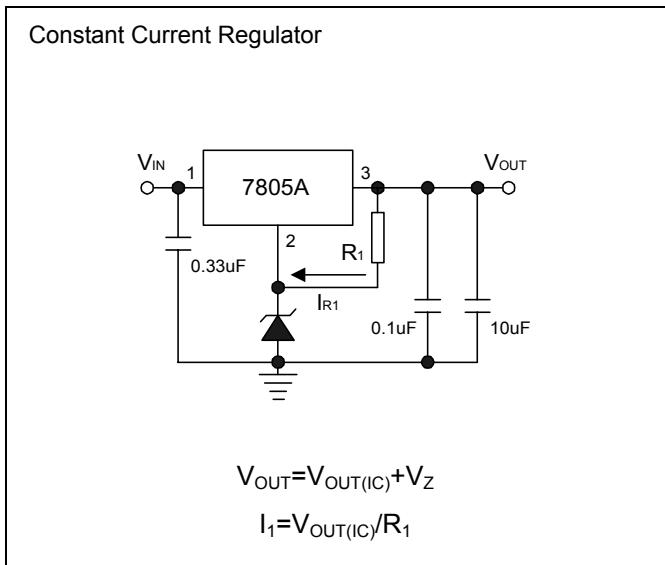 Constant Current Regulator
VIN
1
7805A
3
VOUT
2
R1
0.33uF
IR1
0.1uF
10uF
VOUT=VOUT(IC)+VZ
I1=VOUT(IC)/R1